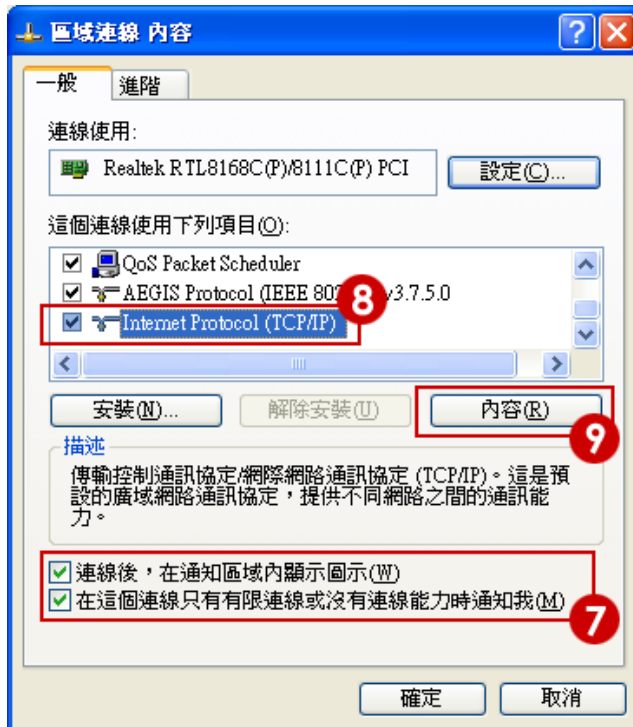 區域連線 內容
一般
進階
連線使用:
Realtek RTL8168C(P)/8111C(P) PCI
設定(C)...
這個連線使用下列項目(O):
QoS Packet Scheduler
AEGIS Protocol (IEEE 802 v3.7.5.0
8
Internet Protocol (TCP/IP)
安裝(N)...
解除安裝(U)
內容(R)
9
描述
傳輸控制通訊協定/網際網路通訊協定 (TCP/IP)。這是預
設的廣域網路通訊協定，提供不同網路之間的通訊能
力。
連線後，在通知區域內顯示圖示(W)
在這個連線只有有限連線或沒有連線能力時通知我(M)
7
確定
取消